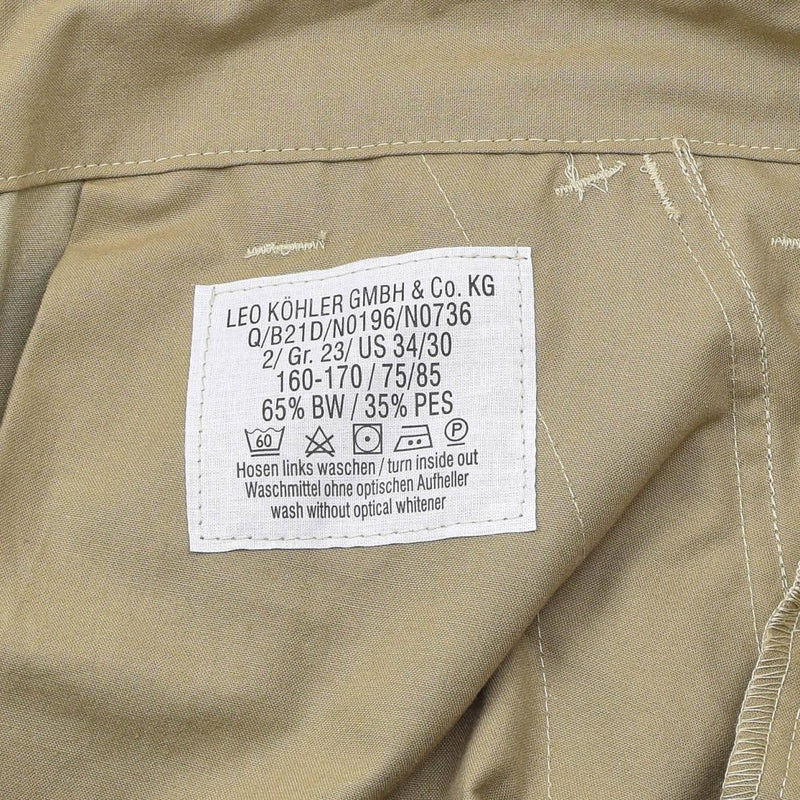 LEO KÖHLER GMBH & Co. KG
Q/B21D/N0196/N0736
2/ Gr. 23/ US 34/30
160-170 / 75/85
65% BW / 35% PES
60 P
Hosen links waschen / turn inside out
Waschmittel ohne optischen Aufheller
wash without optical whitener